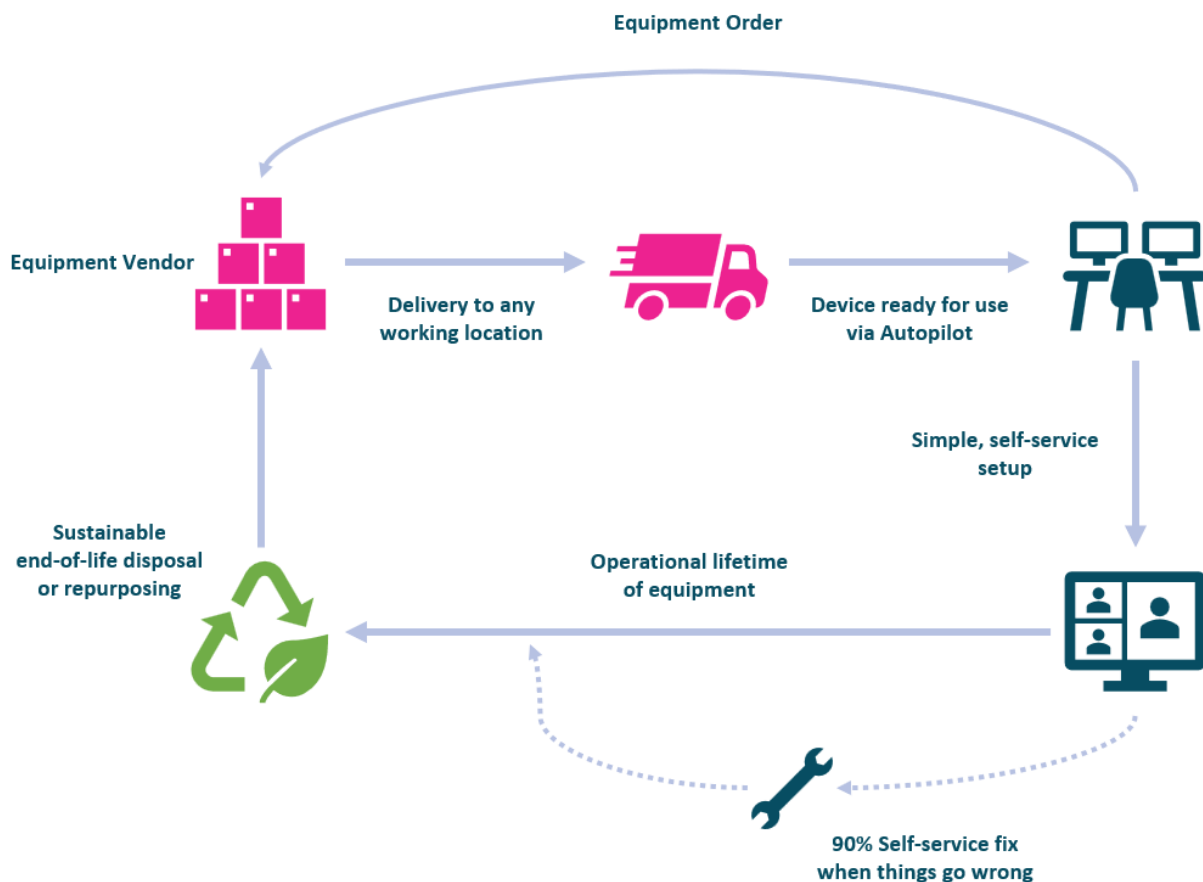 Equipment Order
Equipment Vendor
Delivery to any
working location
Device ready for use
via Autopilot
Simple, self-service
setup
Sustainable
end-of-life disposal
or repurposing
Operational lifetime
of equipment
90% Self-service fix
when things go wrong